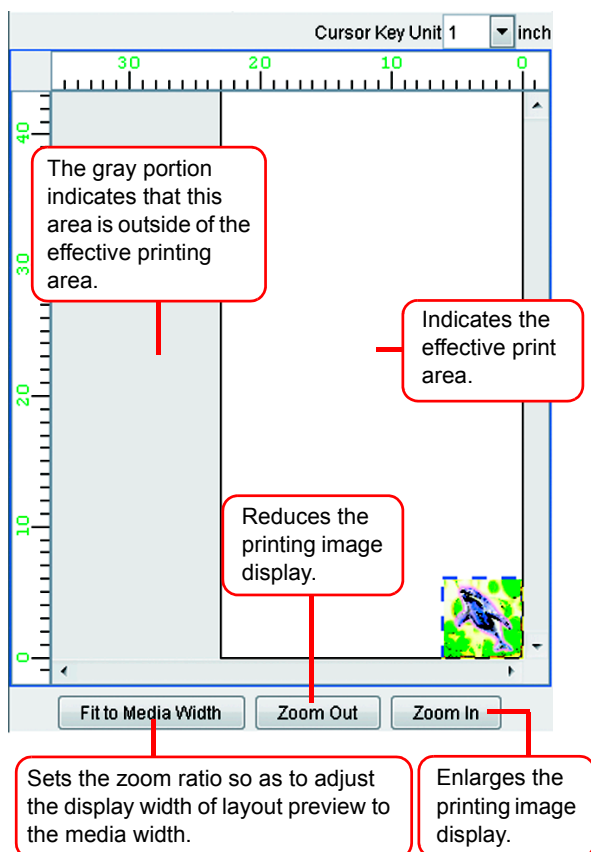 Cursor Key Unit 1 inch
30 20 10 0
40
The gray portion
indicates that this
area is outside of the
effective printing
area.
30
Indicates the
effective print
area.
20
Reduces the
printing image
display.
10
0
Fit to Media Width Zoom Out Zoom In
Sets the zoom ratio so as to adjust
the display width of layout preview to
the media width.
Enlarges the
printing image
display.